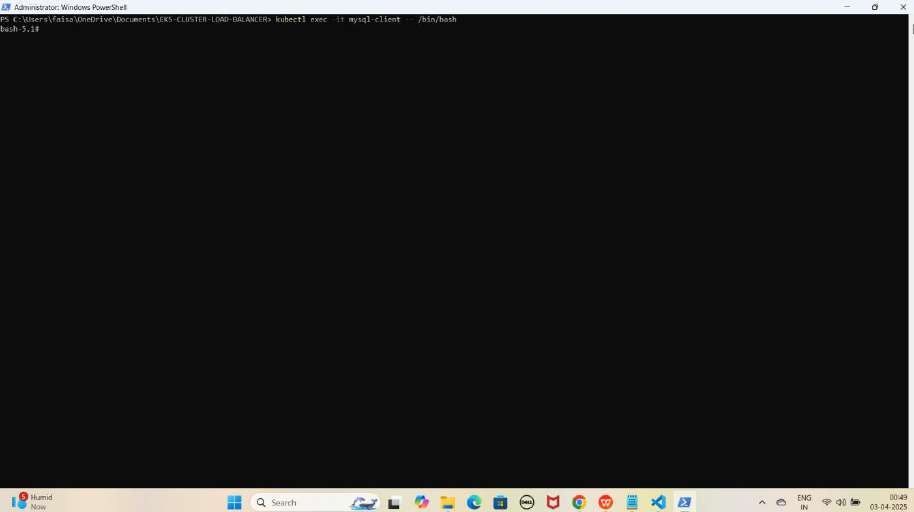 Administrator: Windows PowerShell
PS C:\Users\faisa\OneDrive\Documents\EKS-CLUSTER-LOAD-BALANCER> kubectl exec -it mysql-client -- /bin/bash
bash-5.1#
5
Humid
Now
Search
DELL
ENG
IN
00:49
03-04-2025